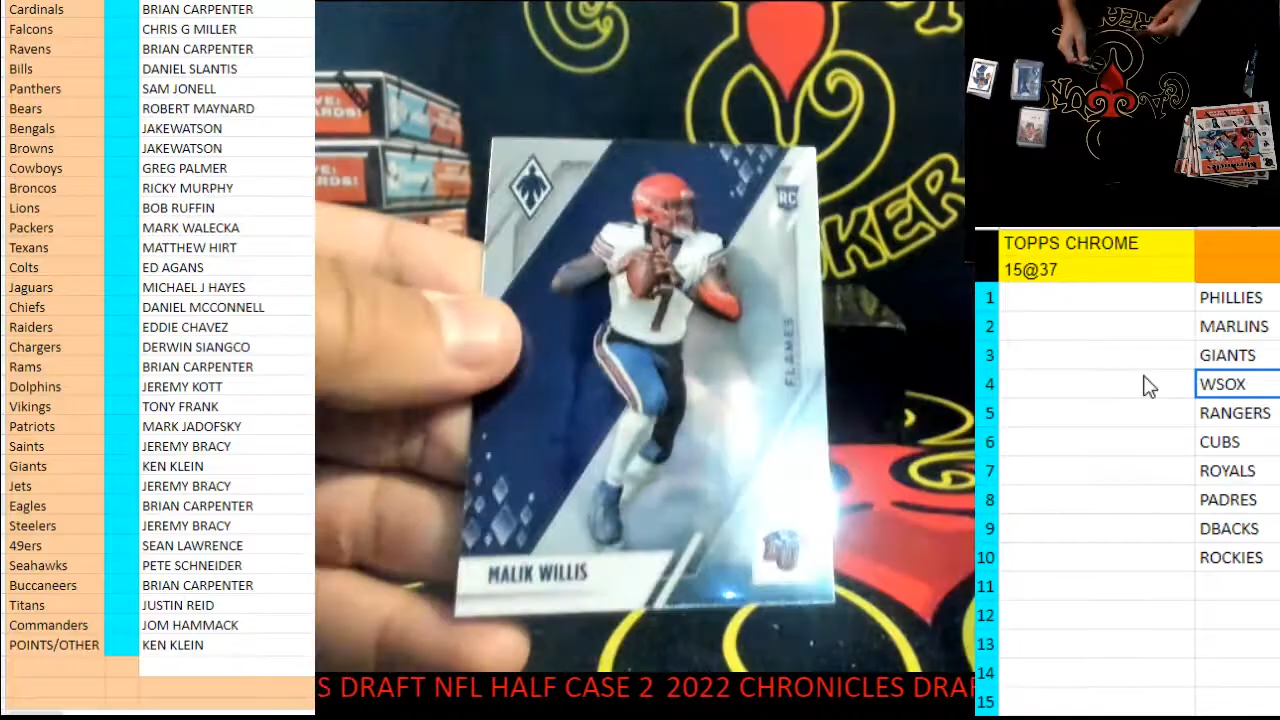 Cardinals BRIAN CARPENTER
Falcons CHRIS G MILLER
Ravens BRIAN CARPENTER
Bills DANIEL SLANTIS
Panthers SAM JONELL
Bears ROBERT MAYNARD
Bengals JAKEWATSON
Browns JAKEWATSON
Cowboys GREG PALMER
Broncos RICKY MURPHY
Lions BOB RUFFIN
Packers MARK WALECKA
Texans MATTHEW HIRT
Colts ED AGANS
Jaguars MICHAEL J HAYES
Chiefs DANIEL MCCONNELL
Raiders EDDIE CHAVEZ
Chargers DERWIN SIANGCO
Rams BRIAN CARPENTER
Dolphins JEREMY KOTT
Vikings TONY FRANK
Patriots MARK JADOFSKY
Saints JEREMY BRACY
Giants KEN KLEIN
Jets JEREMY BRACY
Eagles BRIAN CARPENTER
Steelers JEREMY BRACY
49ers SEAN LAWRENCE
Seahawks PETE SCHNEIDER
Buccaneers BRIAN CARPENTER
Titans JUSTIN REID
Commanders JOM HAMMACK
POINTS/OTHER KEN KLEIN
RC
7
FLAMES
MALIK WILLIS
S DRAFT NFL HALF CASE 2 2022 CHRONICLES DRAF
TOPPS CHROME
15@37
1 PHILLIES
2 MARLINS
3 GIANTS
4 WSOX
5 RANGERS
6 CUBS
7 ROYALS
8 PADRES
9 DBACKS
10 ROCKIES
11
12
13
14
15